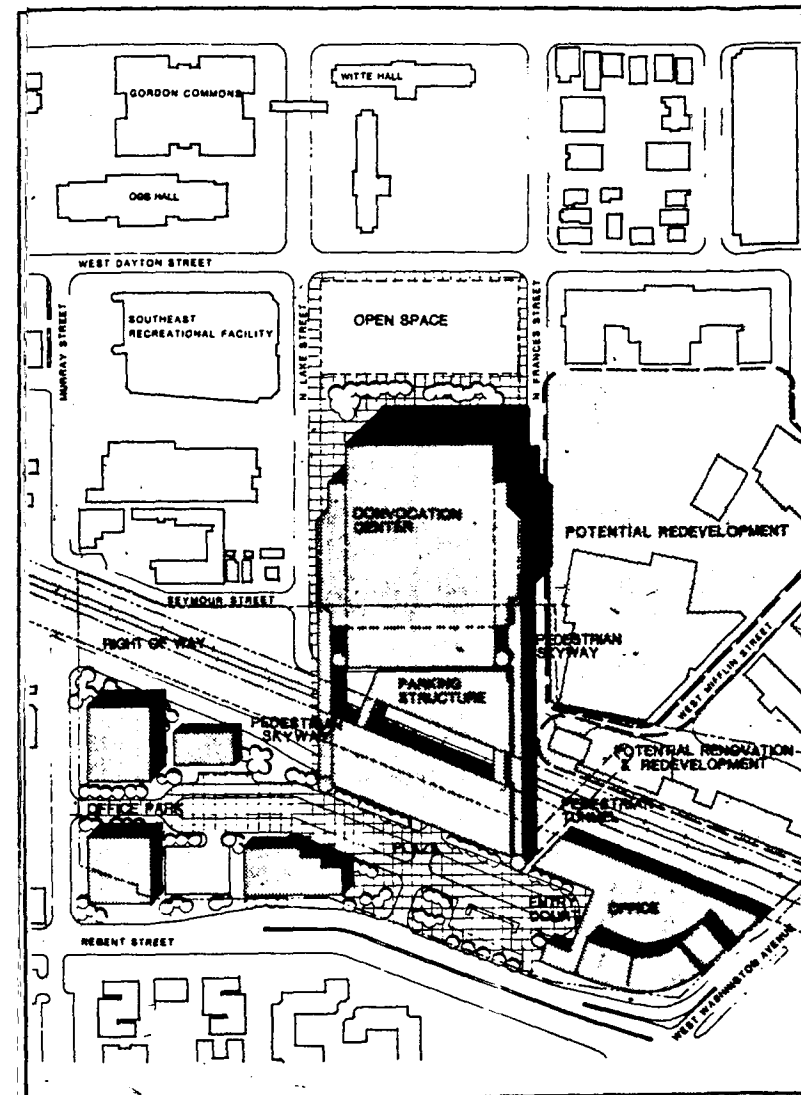 WITTE HALL
GORDON COMMONS
OGG HALL
WEST DAYTON STREET
MURRAY STREET
SOUTHEAST
RECREATIONAL FACILITY
N LAKE STREET
OPEN SPACE
N FRANCES STREET
CONVOCATION
CENTER
POTENTIAL REDEVELOPMENT
SEYMOUR STREET
RIGHT OF WAY
PEDESTRIAN
SKYWAY
WEST MIFFLIN STREET
PARKING
STRUCTURE
PEDESTRIAN
SKYWAY
POTENTIAL RENOVATION
& REDEVELOPMENT
OFFICE PARK
PEDESTRIAN
TUNNEL
PLAZA
ENTRY
COURT
OFFICE
REGENT STREET
WEST WASHINGTON AVENUE